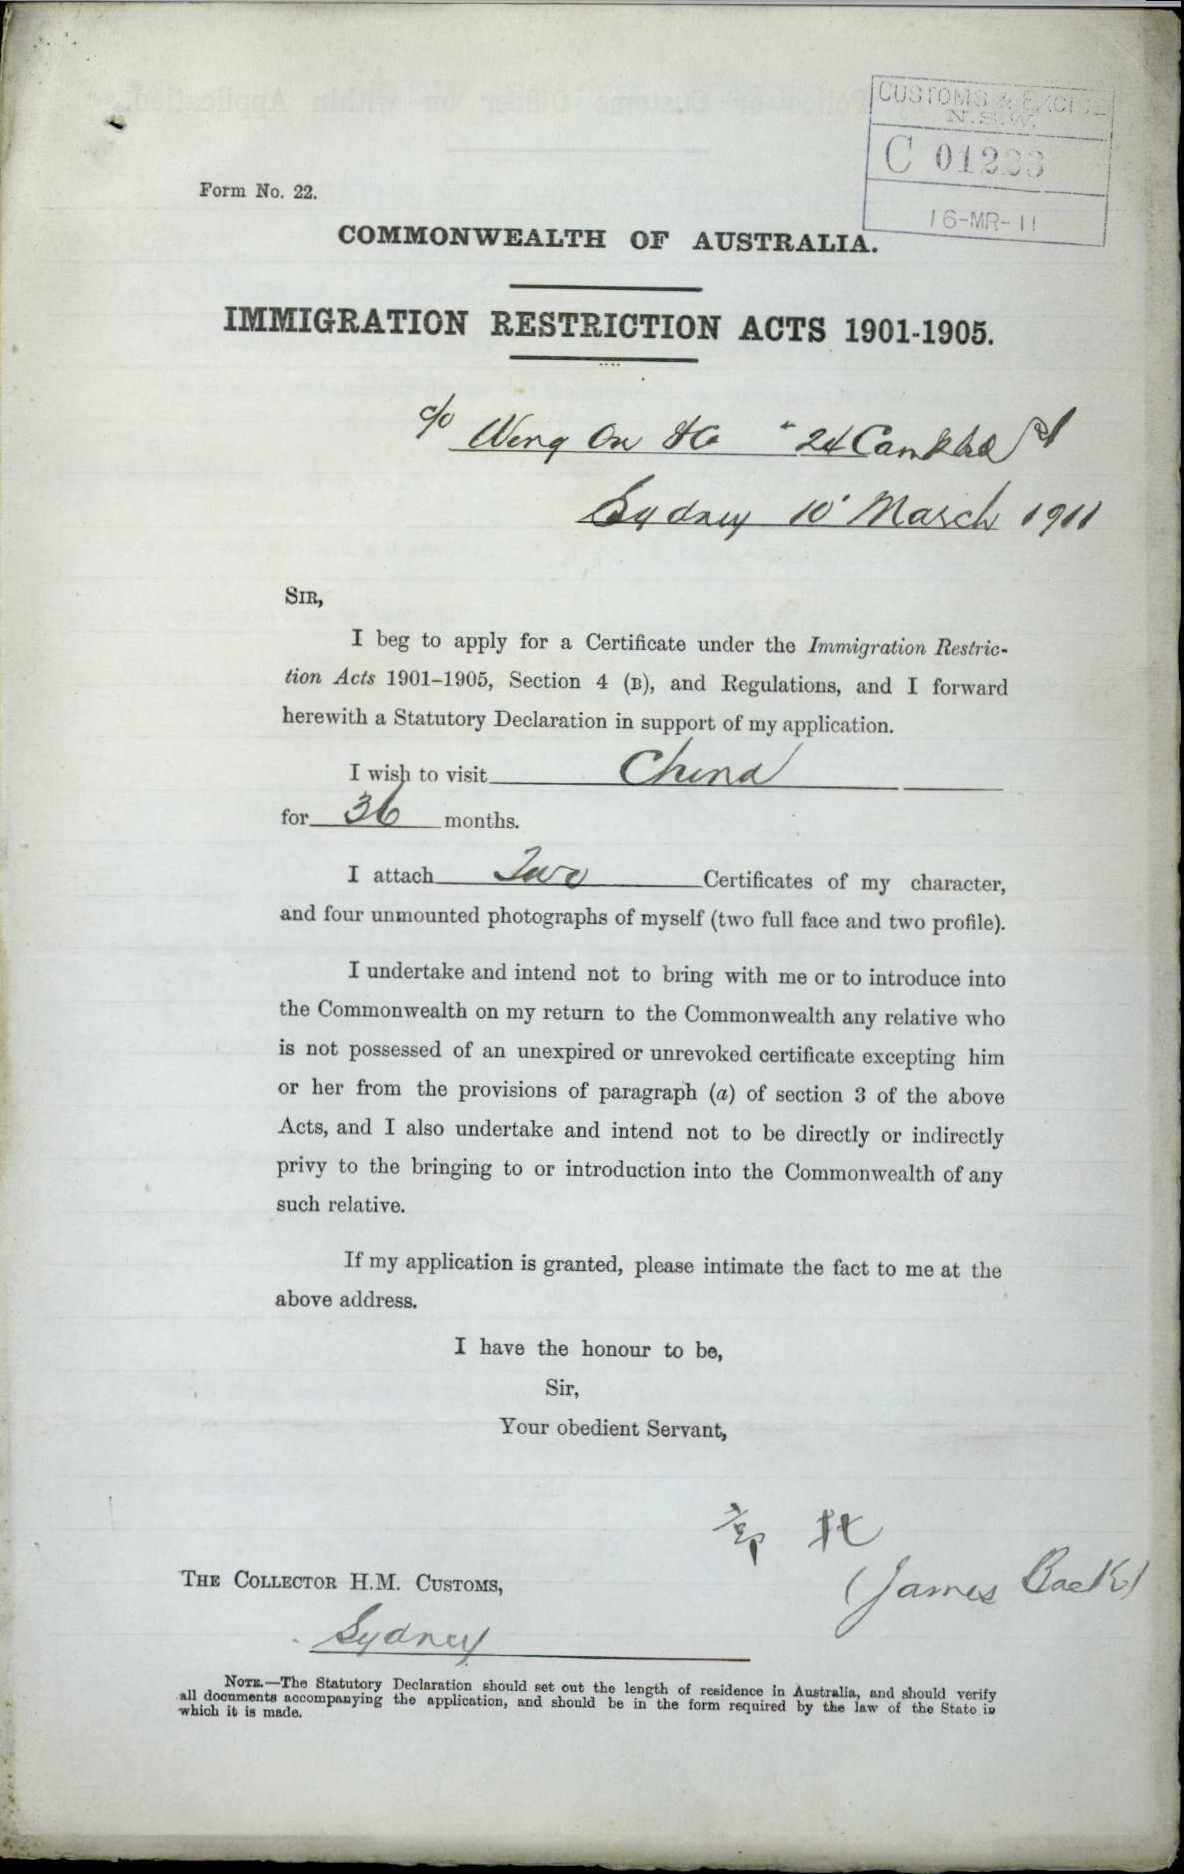 CUSTOMS & EXCISE
N.S.W.
C 01233
16-MR-11
Form No. 22.
COMMONWEALTH OF AUSTRALIA.
IMMIGRATION RESTRICTION ACTS 1901-1905.
c/o Wing On & Co 24 Campbell St
Sydney 10 March 1911
SIR,
I beg to apply for a Certificate under the Immigration Restric-
tion Acts 1901–1905, Section 4 (B), and Regulations, and I forward
herewith a Statutory Declaration in support of my application.
I wish to visit China
for 36 months.
I attach Two Certificates of my character,
and four unmounted photographs of myself (two full face and two profile).
I undertake and intend not to bring with me or to introduce into
the Commonwealth on my return to the Commonwealth any relative who
is not possessed of an unexpired or unrevoked certificate excepting him
or her from the provisions of paragraph (a) of section 3 of the above
Acts, and I also undertake and intend not to be directly or indirectly
privy to the bringing to or introduction into the Commonwealth of any
such relative.
If my application is granted, please intimate the fact to me at the
above address.
I have the honour to be,
Sir,
Your obedient Servant,
郭
(James Back)
THE COLLECTOR H.M. CUSTOMS,
Sydney
NOTE.—The Statutory Declaration should set out the length of residence in Australia, and should verify
all documents accompanying the application, and should be in the form required by the law of the State in
which it is made.